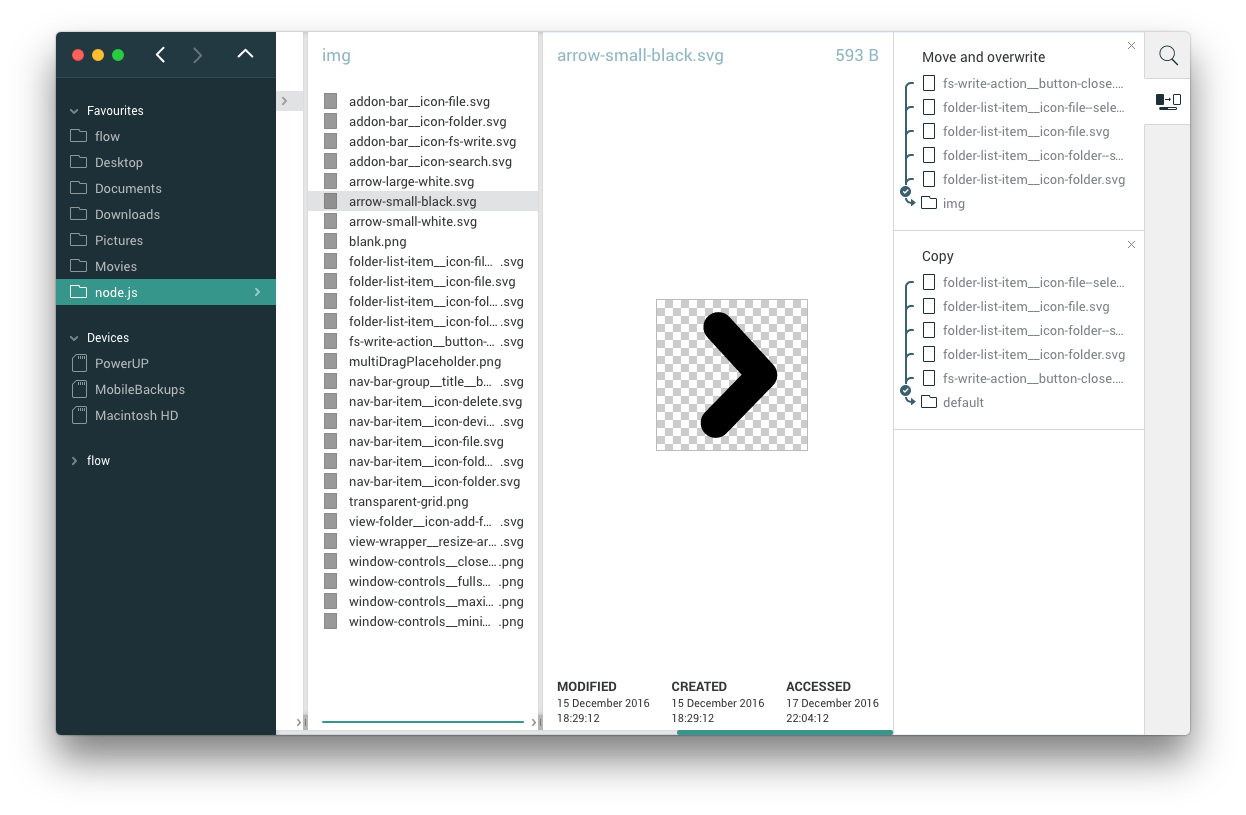 Favourites
flow
Desktop
Documents
Downloads
Pictures
Movies
node.js
Devices
PowerUP
MobileBackups
Macintosh HD
flow
img
addon-bar__icon-file.svg
addon-bar__icon-folder.svg
addon-bar__icon-fs-write.svg
addon-bar__icon-search.svg
arrow-large-white.svg
arrow-small-black.svg
arrow-small-white.svg
blank.png
folder-list-item__icon-fil... .svg
folder-list-item__icon-file.svg
folder-list-item__icon-fol... .svg
folder-list-item__icon-fol... .svg
fs-write-action__button-... .svg
multiDragPlaceholder.png
nav-bar-group__title__b... .svg
nav-bar-item__icon-delete.svg
nav-bar-item__icon-devi... .svg
nav-bar-item__icon-file.svg
nav-bar-item__icon-fold... .svg
nav-bar-item__icon-folder.svg
transparent-grid.png
view-folder__icon-add-f... .svg
view-wrapper__resize-ar... .svg
window-controls__close... .png
window-controls__fulls... .png
window-controls__maxi... .png
window-controls__mini... .png
arrow-small-black.svg 593 B
MODIFIED CREATED ACCESSED
15 December 2016 15 December 2016 17 December 2016
18:29:12 18:29:12 22:04:12
Move and overwrite
fs-write-action__button-close....
folder-list-item__icon-file--sele...
folder-list-item__icon-file.svg
folder-list-item__icon-folder--s...
folder-list-item__icon-folder.svg
img
Copy
folder-list-item__icon-file--sele...
folder-list-item__icon-file.svg
folder-list-item__icon-folder--s...
folder-list-item__icon-folder.svg
fs-write-action__button-close....
default